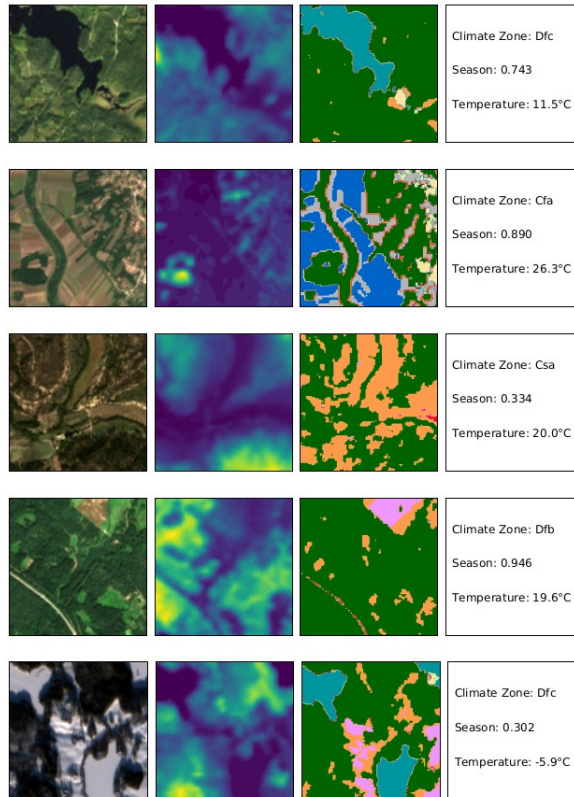 Climate Zone: Dfc
Season: 0.743
Temperature: 11.5°C
Climate Zone: Cfa
Season: 0.890
Temperature: 26.3°C
Climate Zone: Csa
Season: 0.334
Temperature: 20.0°C
Climate Zone: Dfb
Season: 0.946
Temperature: 19.6°C
Climate Zone: Dfc
Season: 0.302
Temperature: -5.9°C